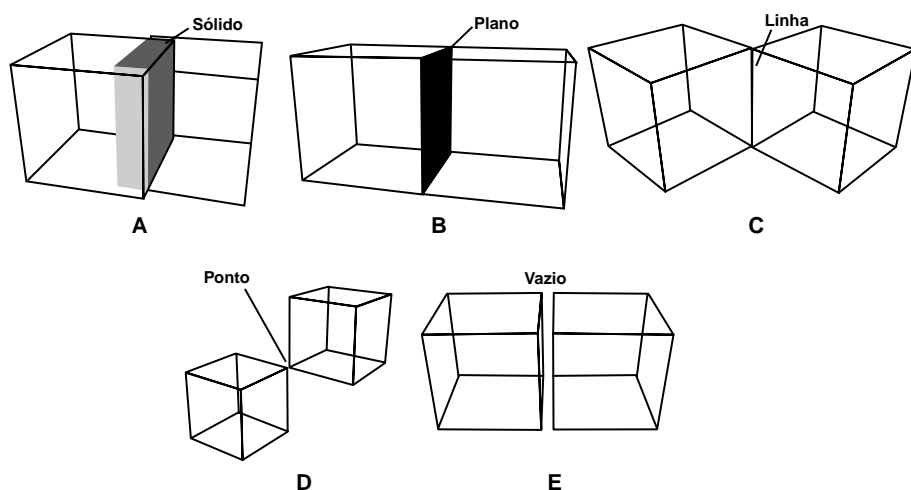 Sólido
Plano
Linha
A
B
C
Ponto
Vazio
D
E